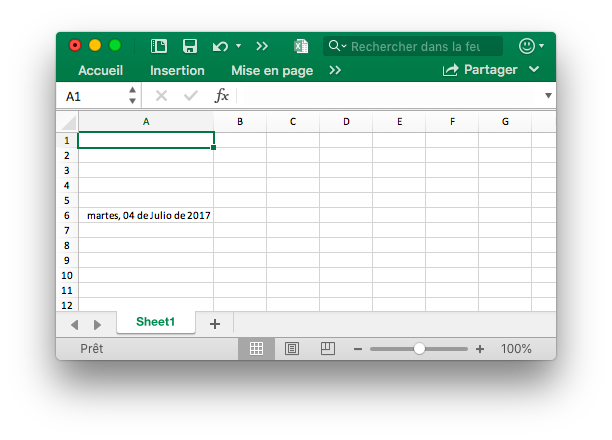 Rechercher dans la feu
Accueil Insertion Mise en page >> Partager
A1 fx
A B C D E F G
1
2
3
4
5
6 martes, 04 de Julio de 2017
7
8
9
10
11
12
Sheet1 +
Prêt 100%